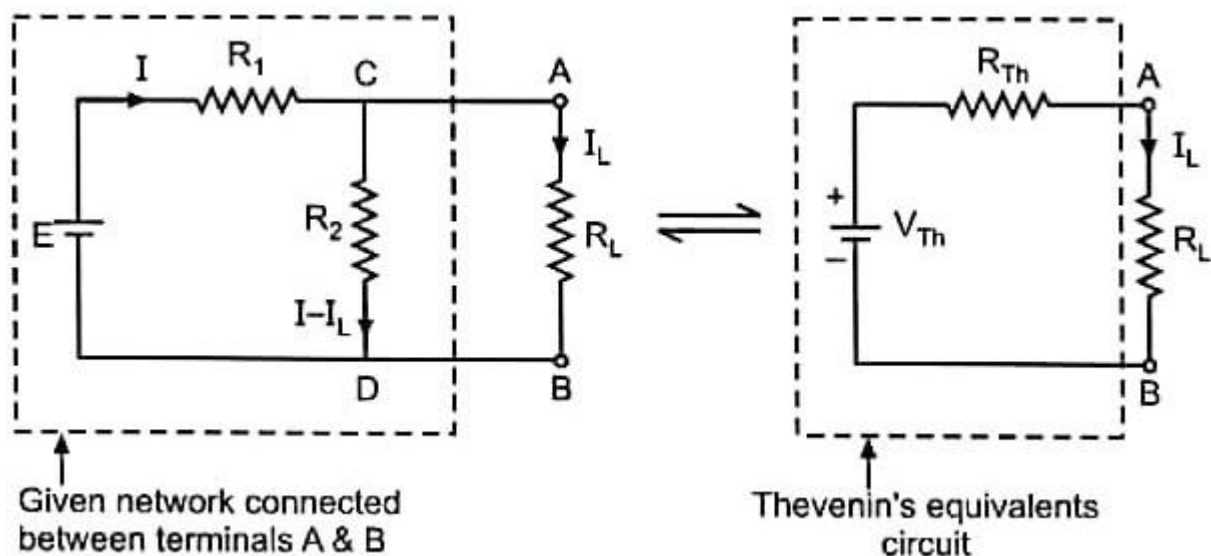 I
R1
C
A
IL
E
R2
RL
I–IL
D
B
Given network connected
between terminals A & B
RTh
A
IL
+
VTh
–
RL
B
Thevenin's equivalents
circuit